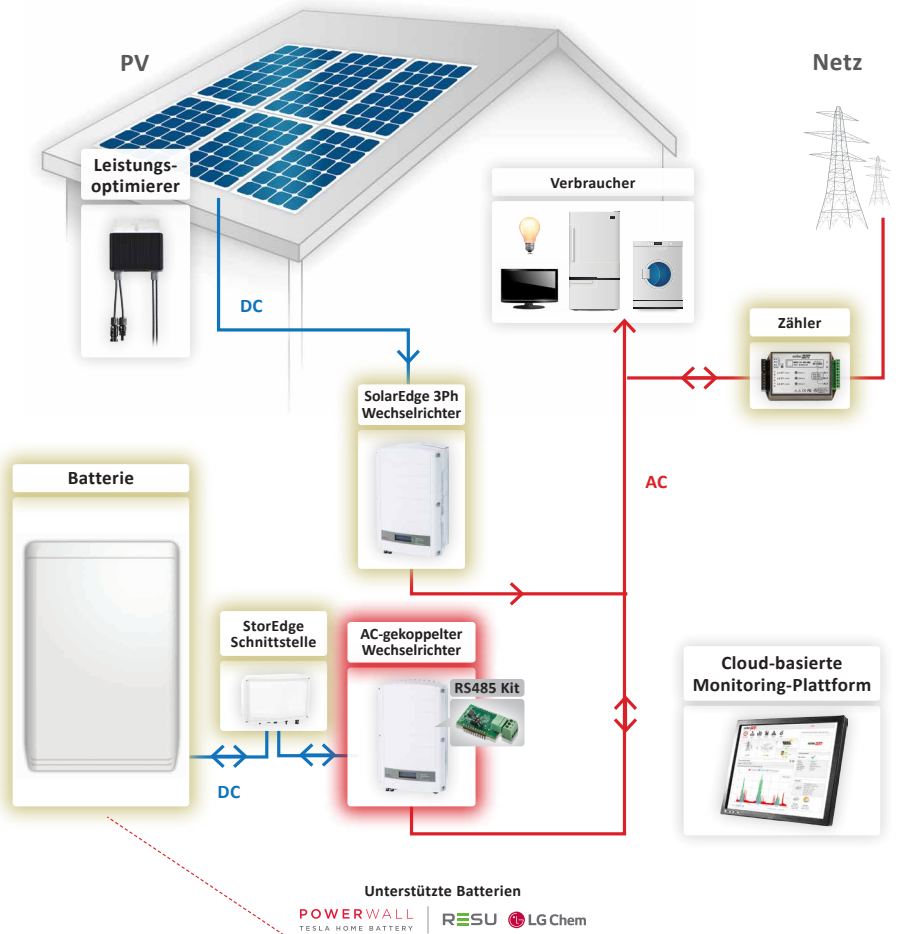 PV
Netz
Leistungs-
optimierer
Verbraucher
DC
Zähler
SolarEdge 3Ph
Wechselrichter
Batterie
AC
StorEdge
Schnittstelle
AC-gekoppelter
Wechselrichter
RS485 Kit
Cloud-basierte
Monitoring-Plattform
DC
Unterstützte Batterien
POWERWALL
TESLA HOME BATTERY
RESU LG Chem